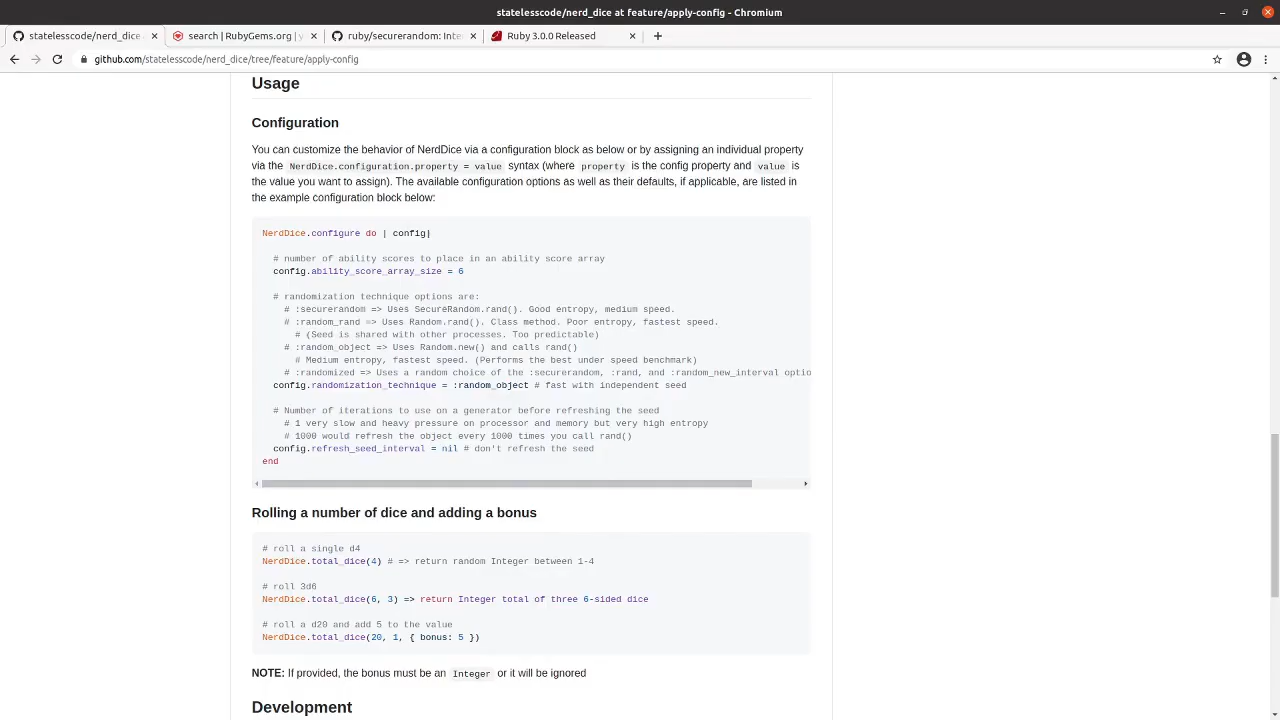 statelesscode/nerd_dice at feature/apply-config - Chromium
statelesscode/nerd_dice
search | RubyGems.org | y
ruby/securerandom: Inte
Ruby 3.0.0 Released
github.com/statelesscode/nerd_dice/tree/feature/apply-config
Usage
Configuration
You can customize the behavior of NerdDice via a configuration block as below or by assigning an individual property
via the NerdDice.configuration.property = value syntax (where property is the config property and value is
the value you want to assign). The available configuration options as well as their defaults, if applicable, are listed in
the example configuration block below:
NerdDice.configure do | config|
# number of ability scores to place in an ability score array
config.ability_score_array_size = 6
# randomization technique options are:
# :securerandom => Uses SecureRandom.rand(). Good entropy, medium speed.
# :random_rand => Uses Random.rand(). Class method. Poor entropy, fastest speed.
# (Seed is shared with other processes. Too predictable)
# :random_object => Uses Random.new() and calls rand()
# Medium entropy, fastest speed. (Performs the best under speed benchmark)
# :randomized => Uses a random choice of the :securerandom, :rand, and :random_new_interval optio
config.randomization_technique = :random_object # fast with independent seed
# Number of iterations to use on a generator before refreshing the seed
# 1 very slow and heavy pressure on processor and memory but very high entropy
# 1000 would refresh the object every 1000 times you call rand()
config.refresh_seed_interval = nil # don't refresh the seed
end
Rolling a number of dice and adding a bonus
# roll a single d4
NerdDice.total_dice(4) # => return random Integer between 1-4
# roll 3d6
NerdDice.total_dice(6, 3) => return Integer total of three 6-sided dice
# roll a d20 and add 5 to the value
NerdDice.total_dice(20, 1, { bonus: 5 })
NOTE: If provided, the bonus must be an Integer or it will be ignored
Development